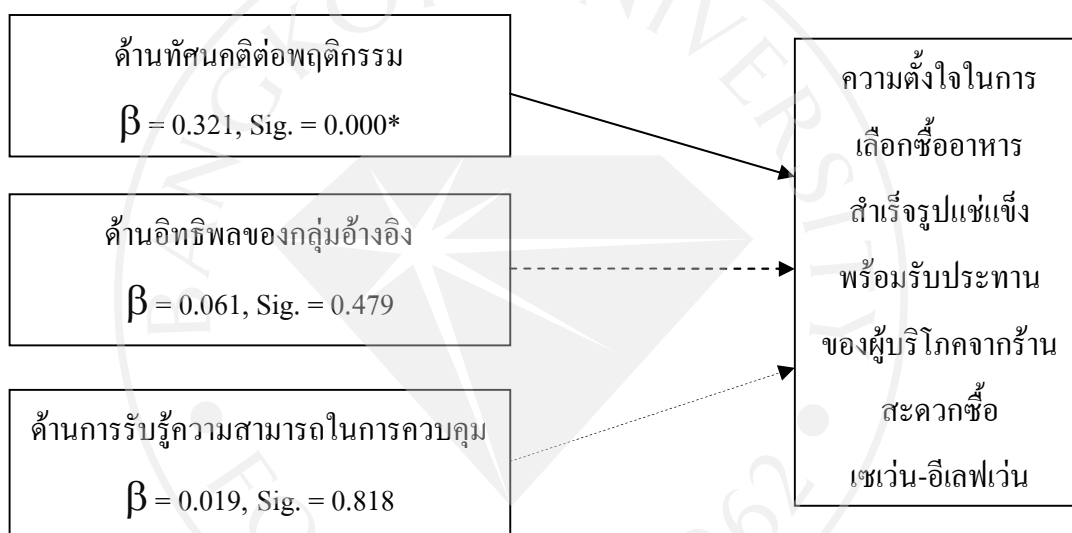 ด้านทัศนคติต่อพฤติกรรม
β = 0.321, Sig. = 0.000*
ด้านอิทธิพลของกลุ่มอ้างอิง
β = 0.061, Sig. = 0.479
ด้านการรับรู้ความสามารถในการควบคุม
β = 0.019, Sig. = 0.818
ความตั้งใจในการ
เลือกซื้ออาหาร
สำเร็จรูปแช่แข็ง
พร้อมรับประทาน
ของผู้บริโภคจากร้าน
สะดวกซื้อ
เซเว่น-อีเลฟเว่น
BANGKOK UNIVERSITY